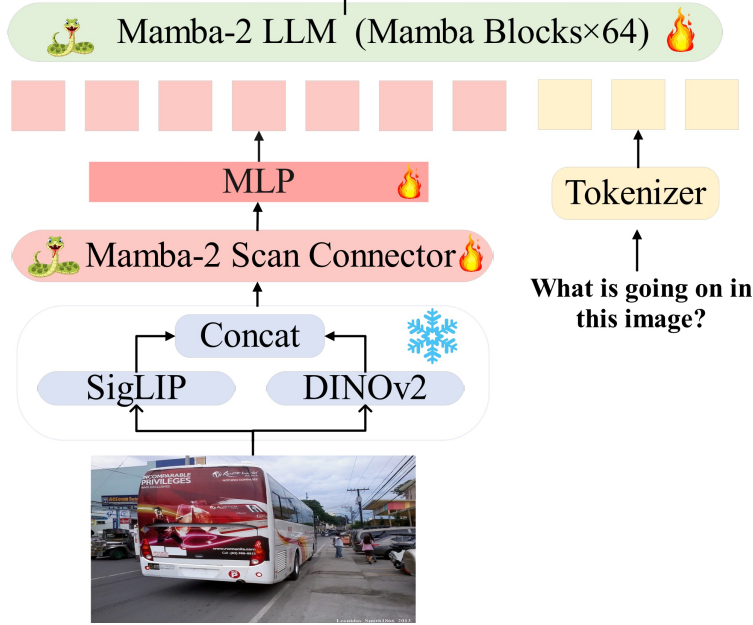 Mamba-2 LLM (Mamba Blocks×64)
MLP
Tokenizer
Mamba-2 Scan Connector
What is going on in
this image?
Concat
SigLIP
DINOv2
INCOMPARABLE
PRIVILEGES